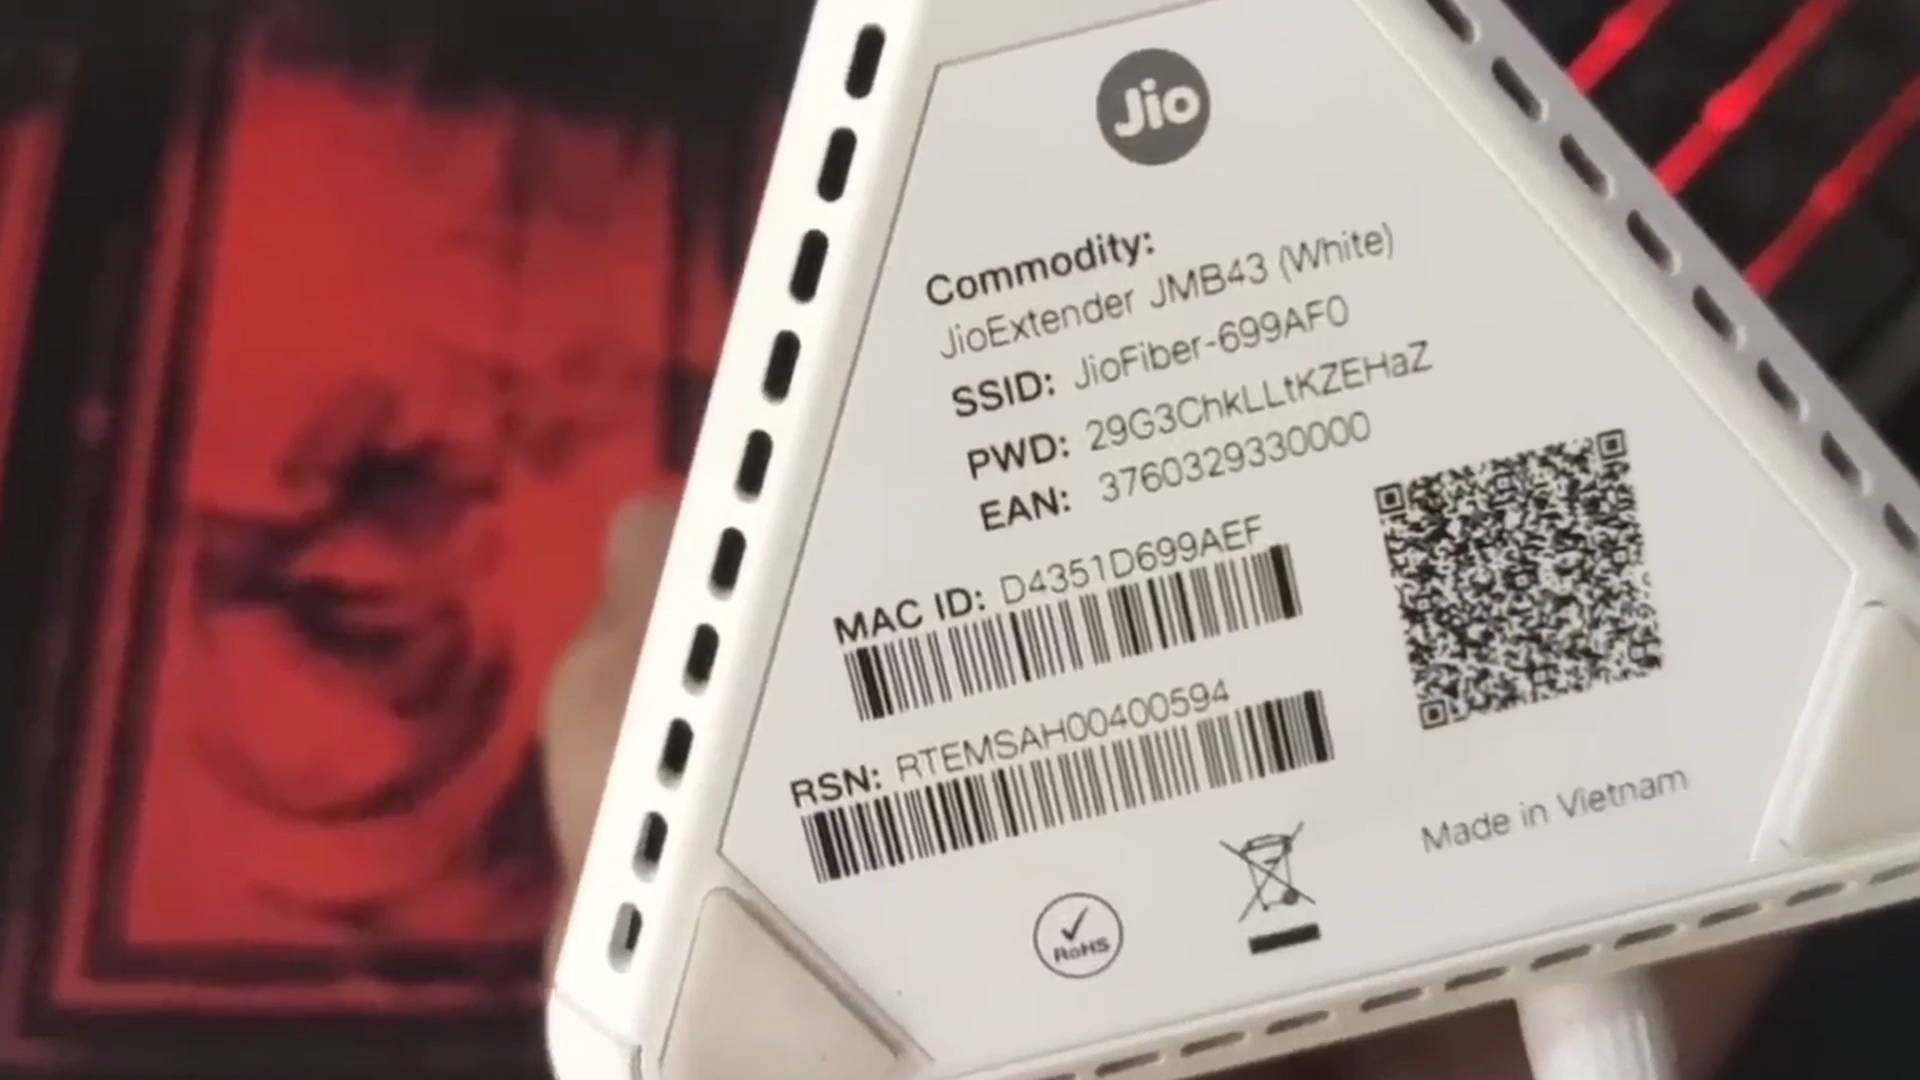 Jio
Commodity:
JioExtender JMB43 (White)
SSID: JioFiber-699AF0
PWD: 29G3ChkLLtKZEHaZ
EAN: 3760329330000
MAC ID: D4351D699AEF
RSN: RTEMSAH00400594
RoHS
Made in Vietnam